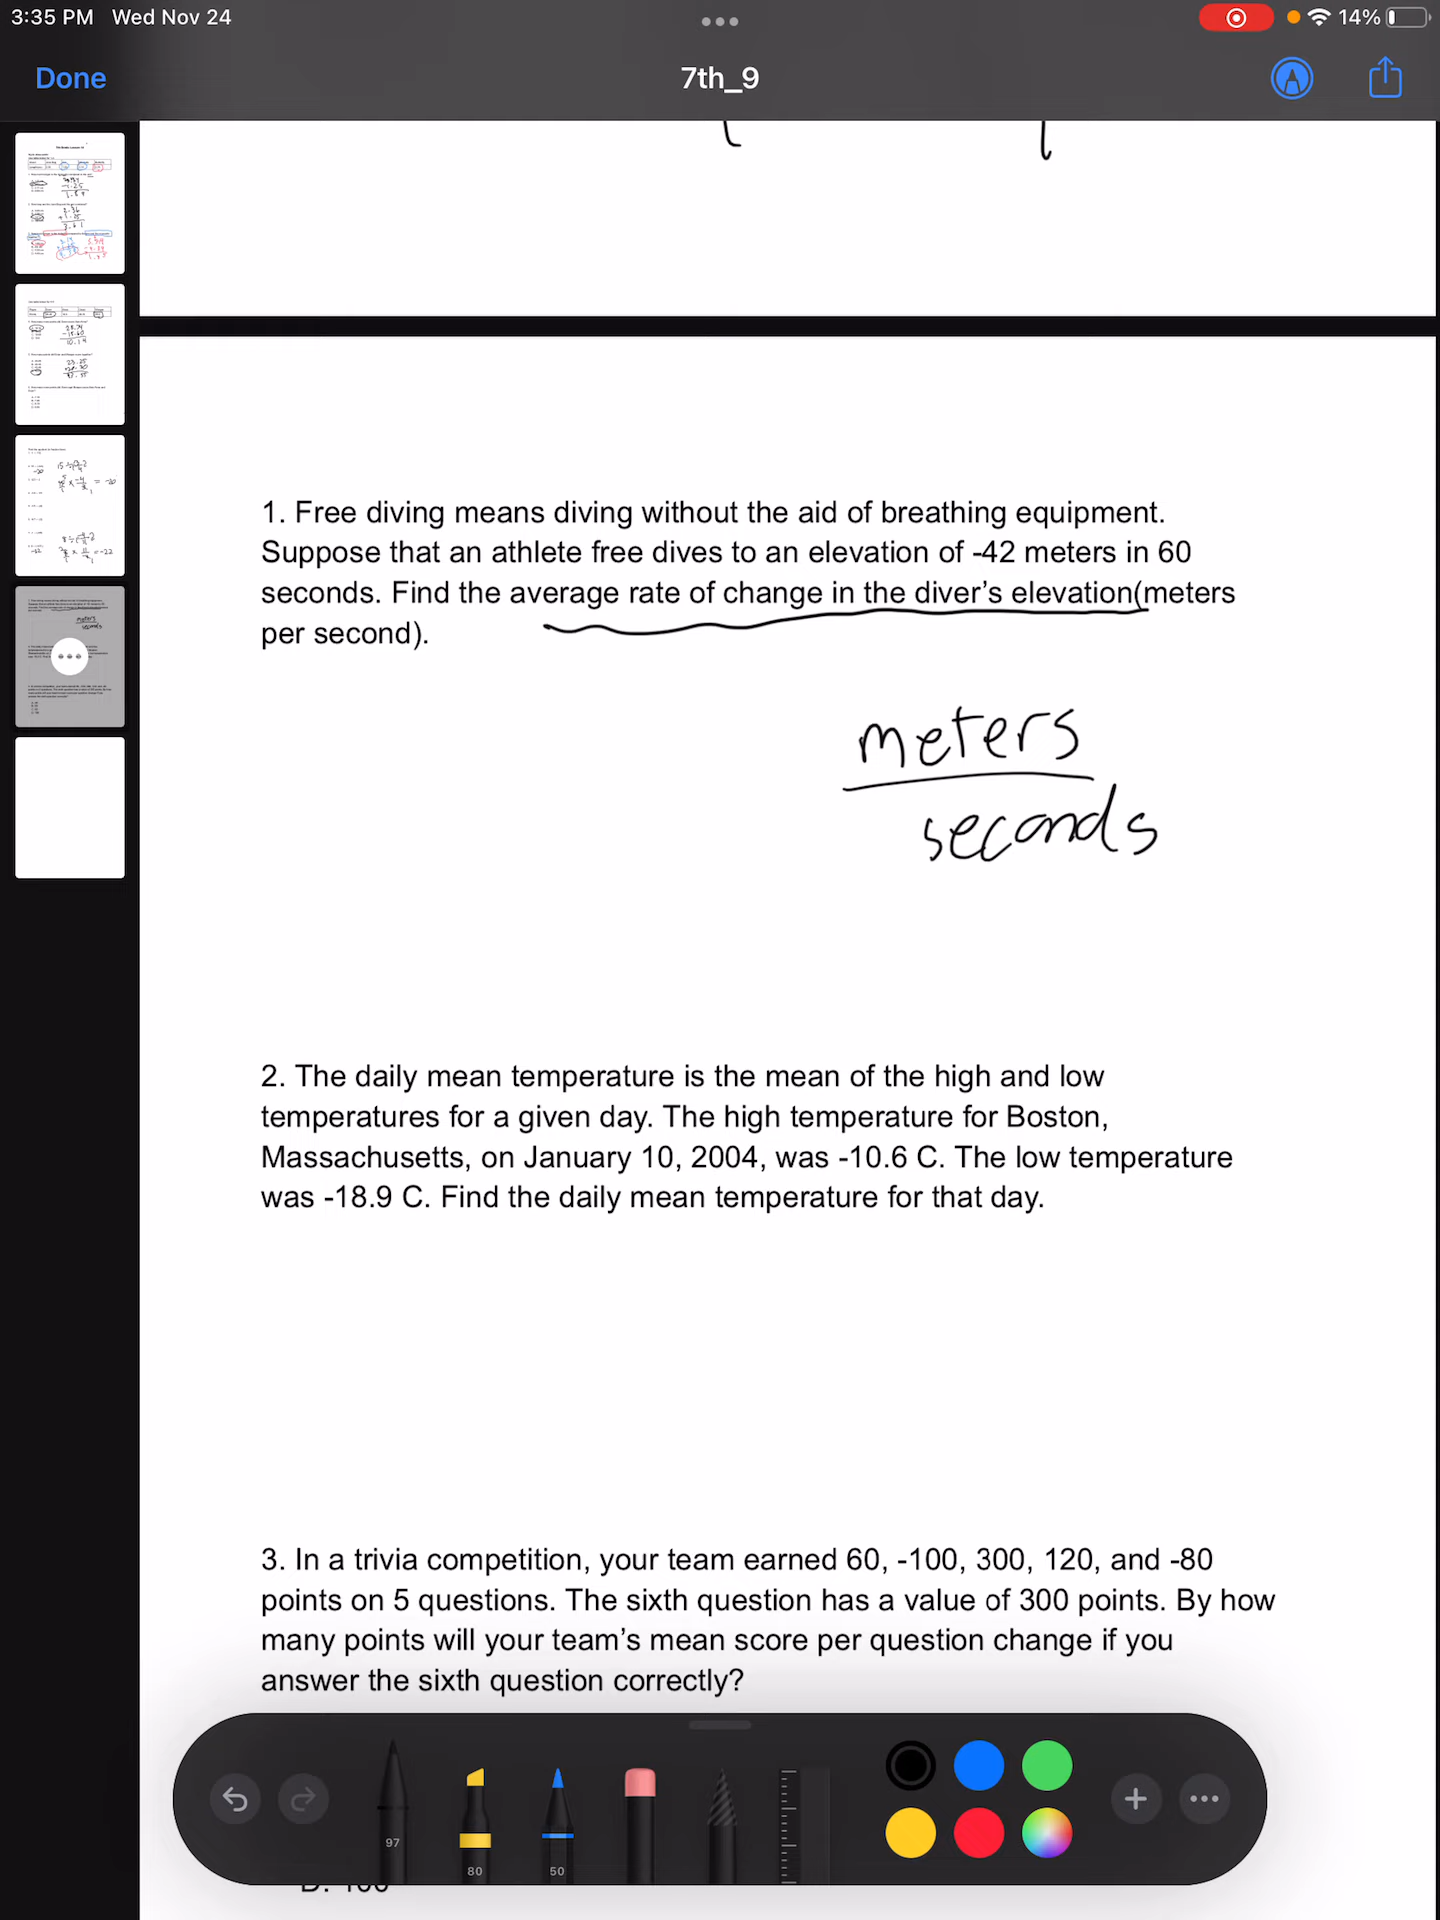 3:35 PM Wed Nov 24
14%
Done
7th_9
1. Free diving means diving without the aid of breathing equipment.
Suppose that an athlete free dives to an elevation of -42 meters in 60
seconds. Find the average rate of change in the diver’s elevation(meters
per second).
meters
seconds
2. The daily mean temperature is the mean of the high and low
temperatures for a given day. The high temperature for Boston,
Massachusetts, on January 10, 2004, was -10.6 C. The low temperature
was -18.9 C. Find the daily mean temperature for that day.
3. In a trivia competition, your team earned 60, -100, 300, 120, and -80
points on 5 questions. The sixth question has a value of 300 points. By how
many points will your team’s mean score per question change if you
answer the sixth question correctly?
97
80
50